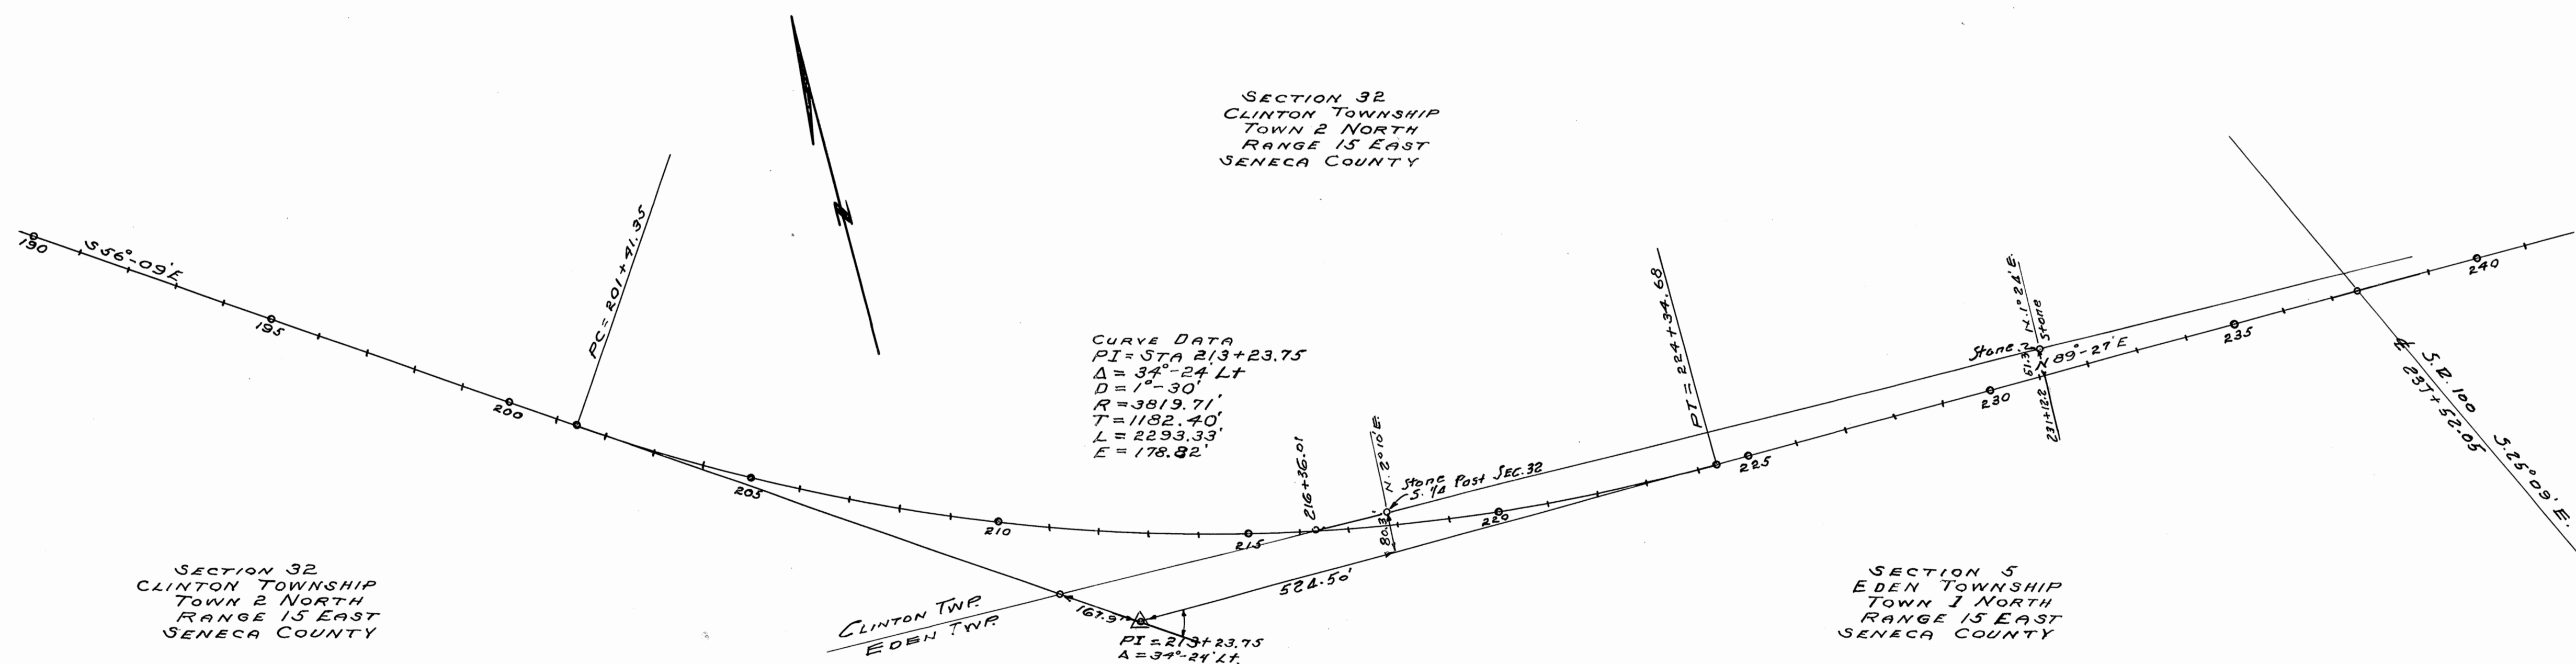 SECTION 32
CLINTON TOWNSHIP
TOWN 2 NORTH
RANGE 15 EAST
SENECA COUNTY
N
190
S 56°-09'E
195
200
PC = 201+41.35
205
210
215
CURVE DATA
PI = STA 213+23.75
Δ = 34°-24' Lt
D = 1°-30'
R = 3819.71'
T = 1182.40'
L = 2293.33'
E = 178.82'
216+36.01
N. 2° 10' E.
Stone
S. 1/4 Post SEC. 32
80.3'
220
PT = 224+34.68
225
230
N. 1° 24' E.
Stone
Stone
61.3
89°-27' E
231+12.2
235
240
S.R. 100
237+52.05
S. 25° 09' E.
524.50'
167.9
PI = 213+23.75
Δ = 34°-24' Lt.
CLINTON TWP.
EDEN TWP.
SECTION 32
CLINTON TOWNSHIP
TOWN 2 NORTH
RANGE 15 EAST
SENECA COUNTY
SECTION 5
EDEN TOWNSHIP
TOWN 1 NORTH
RANGE 15 EAST
SENECA COUNTY